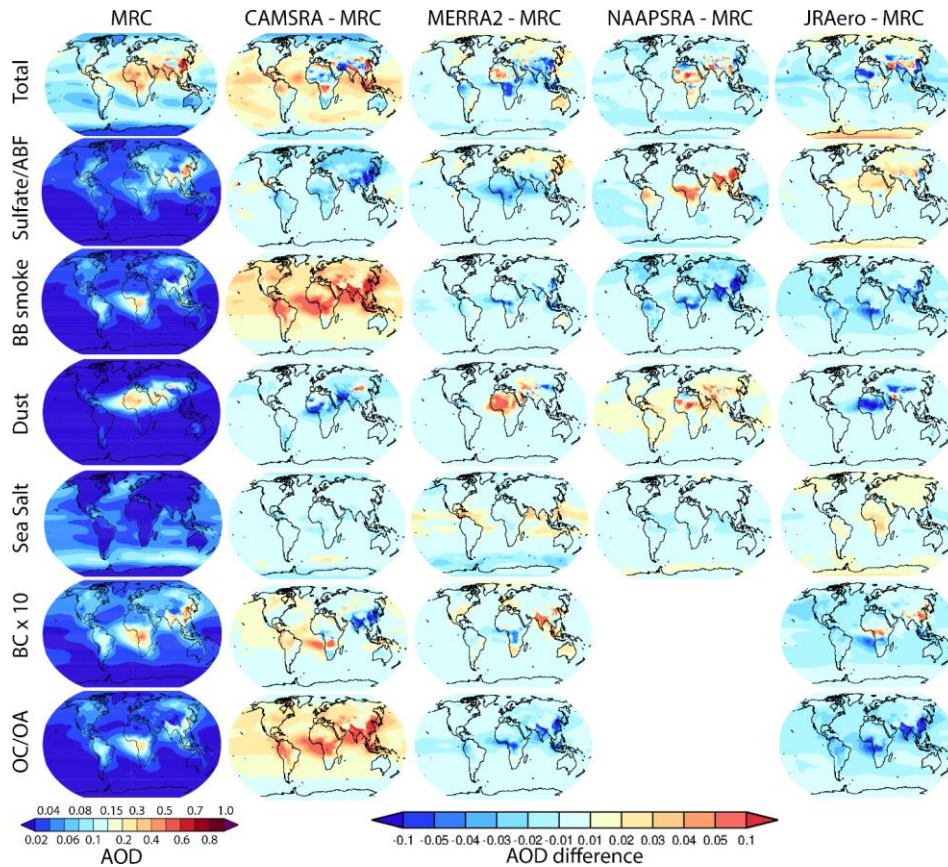 MRC CAMSRA - MRC MERRA2 - MRC NAAPSRA - MRC JRAero - MRC
Total
Sulfate/ABF
BB smoke
Dust
Sea Salt
BC x 10
OC/OA
0.04 0.08 0.15 0.3 0.5 0.7 1.0
0.02 0.06 0.1 0.2 0.4 0.6 0.8
AOD
-0.1 -0.05 -0.04 -0.03 -0.02 -0.01 0.01 0.02 0.03 0.04 0.05 0.1
AOD difference